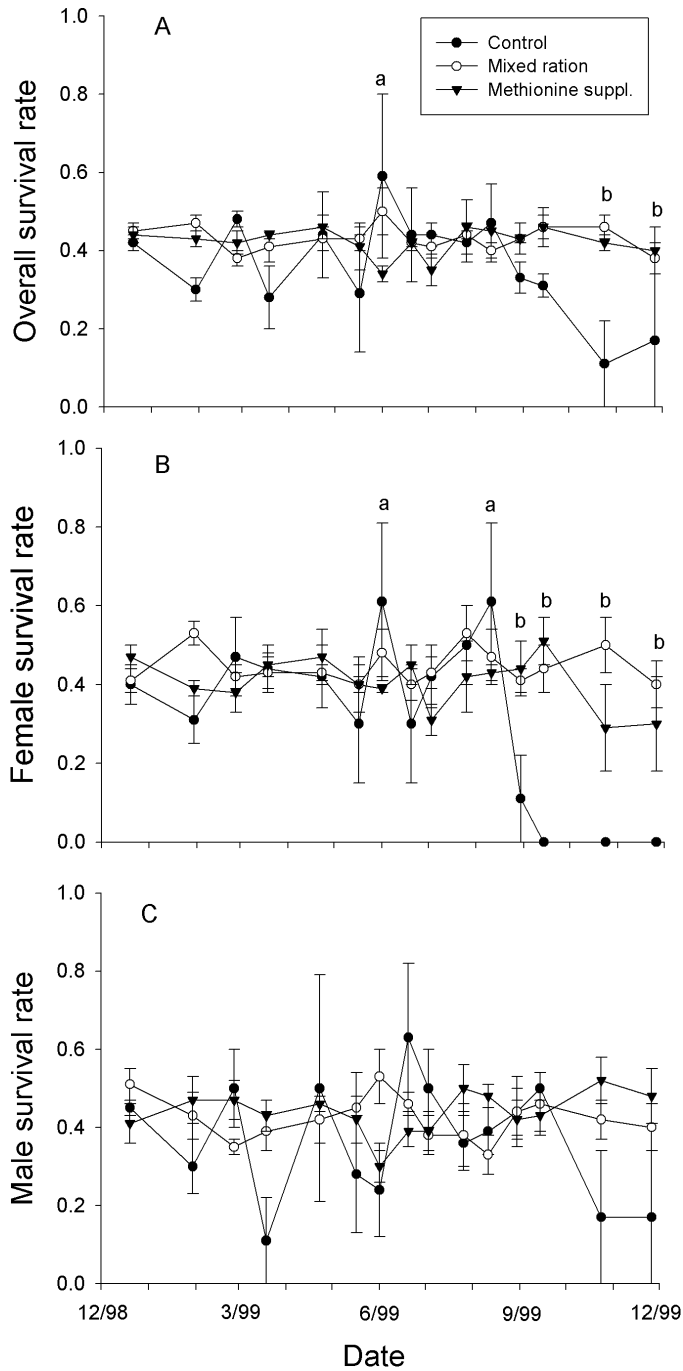 A
Control
Mixed ration
Methionine suppl.
Overall survival rate
1.0
0.8
0.6
0.4
0.2
0.0
a
b
b
B
Female survival rate
1.0
0.8
0.6
0.4
0.2
0.0
a
a
b
b
b
b
C
Male survival rate
1.0
0.8
0.6
0.4
0.2
0.0
12/98
3/99
6/99
9/99
12/99
Date